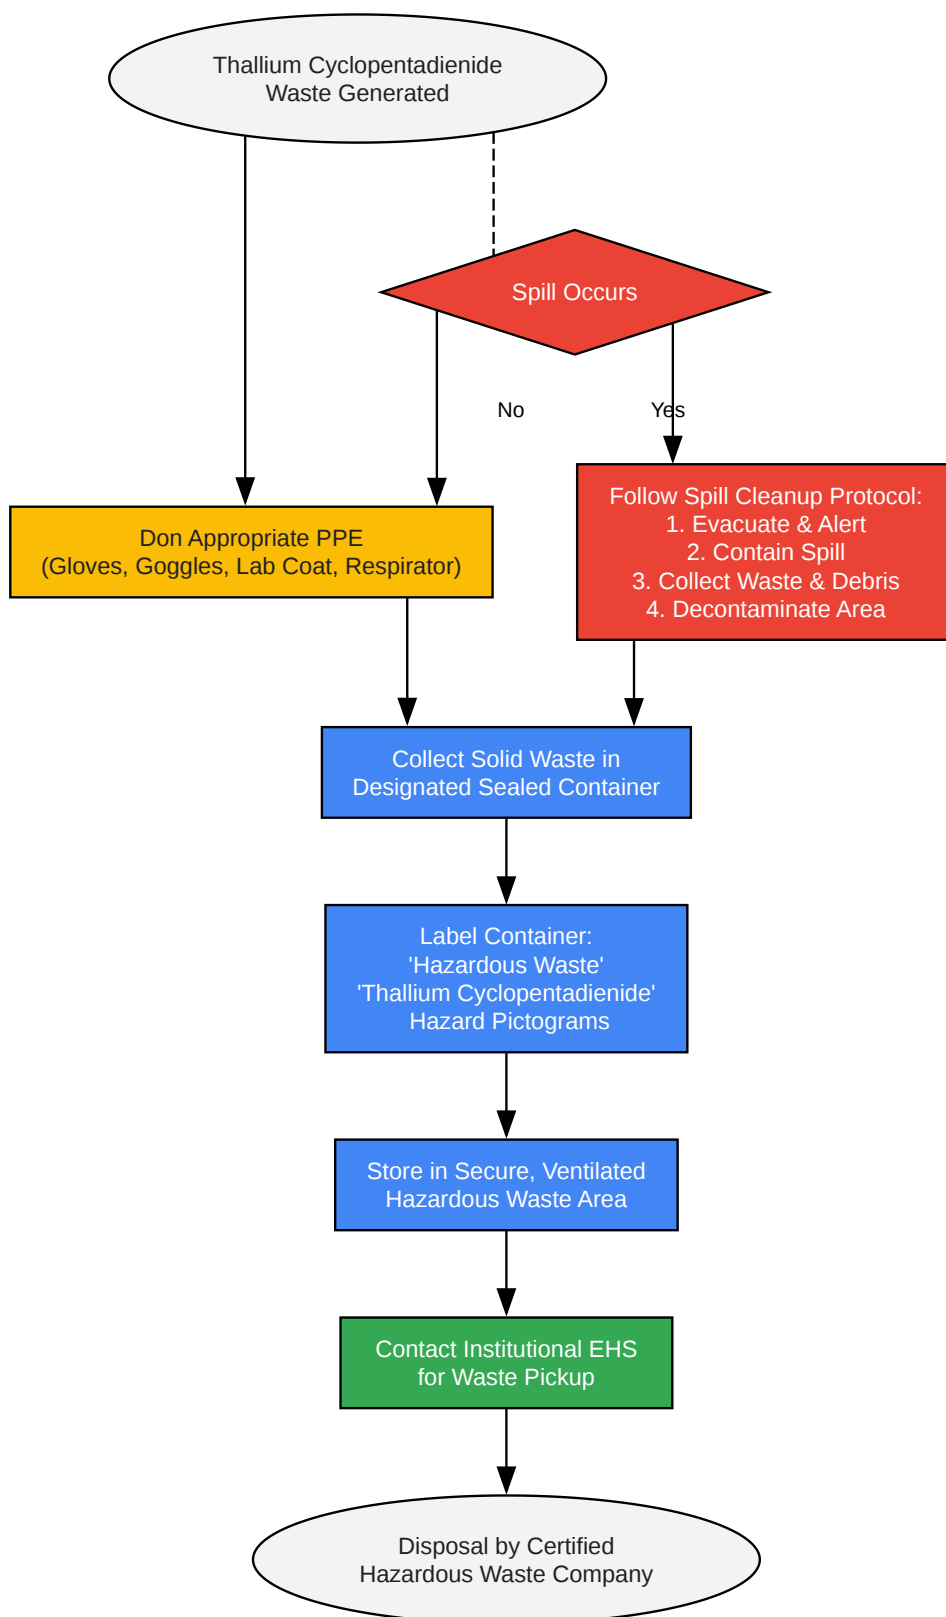 Thallium Cyclopentadienide
Waste Generated
Spill Occurs
No
Yes
Don Appropriate PPE
(Gloves, Goggles, Lab Coat, Respirator)
Follow Spill Cleanup Protocol:
1. Evacuate & Alert
2. Contain Spill
3. Collect Waste & Debris
4. Decontaminate Area
Collect Solid Waste in
Designated Sealed Container
Label Container:
'Hazardous Waste'
'Thallium Cyclopentadienide'
Hazard Pictograms
Store in Secure, Ventilated
Hazardous Waste Area
Contact Institutional EHS
for Waste Pickup
Disposal by Certified
Hazardous Waste Company